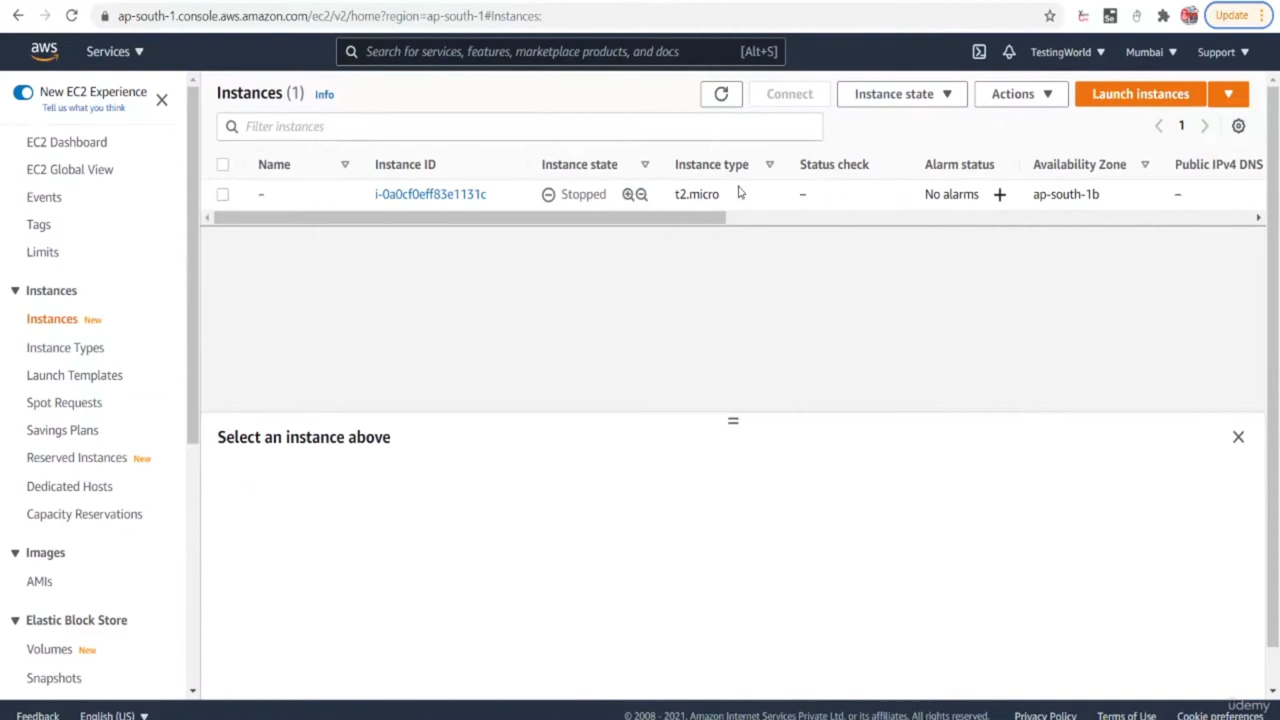 ap-south-1.console.aws.amazon.com/ec2/v2/home?region=ap-south-1#Instances:
Update
aws
Services
Search for services, features, marketplace products, and docs
[Alt+S]
TestingWorld
Mumbai
Support
New EC2 Experience
Tell us what you think
EC2 Dashboard
EC2 Global View
Events
Tags
Limits
Instances
Instances New
Instance Types
Launch Templates
Spot Requests
Savings Plans
Reserved Instances New
Dedicated Hosts
Capacity Reservations
Images
AMIs
Elastic Block Store
Volumes New
Snapshots
Instances (1) Info
Connect
Instance state
Actions
Launch instances
Filter instances
1
Name Instance ID Instance state Instance type Status check Alarm status Availability Zone Public IPv4 DNS
– i-0a0cf0eff83e1131c Stopped t2.micro – No alarms + ap-south-1b –
Select an instance above
Feedback English (US) © 2008 - 2021, Amazon Internet Services Private Ltd. or its affiliates. All rights reserved. Privacy Policy Terms of Use Cookie preferences
udemy